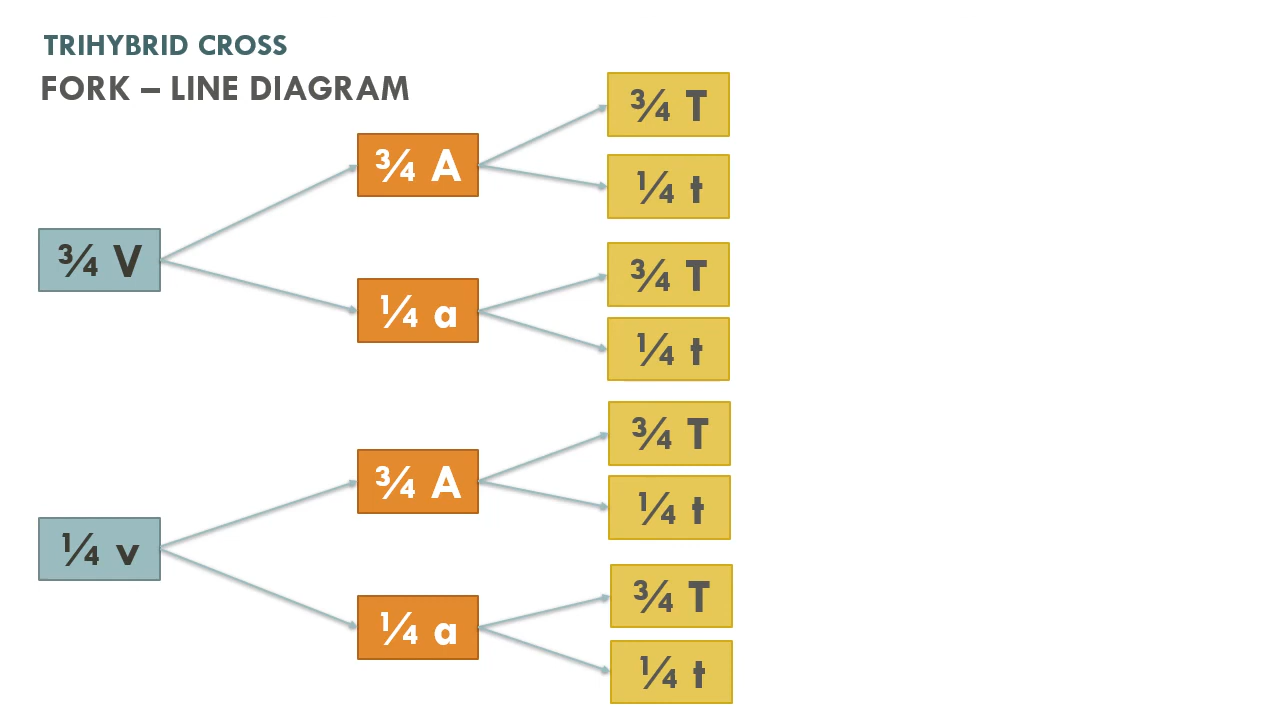 TRIHYBRID CROSS
FORK – LINE DIAGRAM
¾ T
¾ A
¼ t
¾ V
¾ T
¼ a
¼ t
¾ T
¾ A
¼ t
¼ v
¾ T
¼ a
¼ t